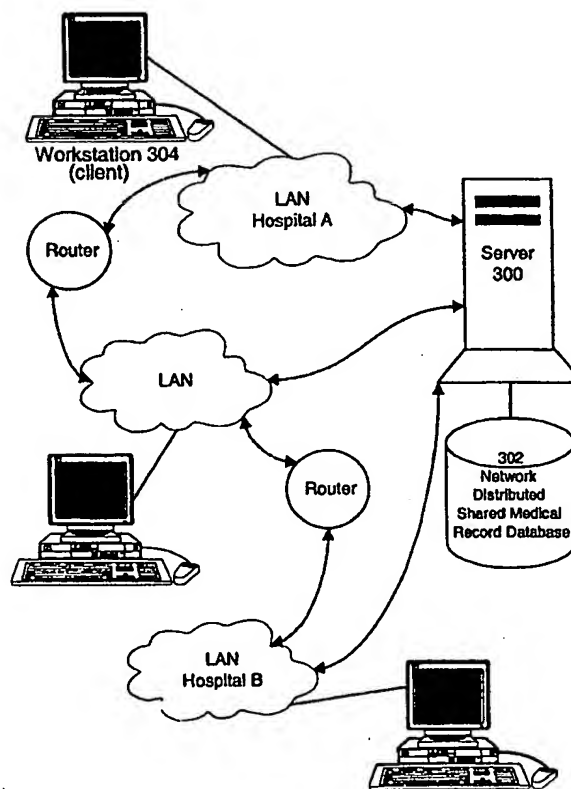 Workstation 304
(client)
LAN
Hospital A
Router
Server
300
LAN
302
Network
Distributed
Shared Medical
Record Database
Router
LAN
Hospital B